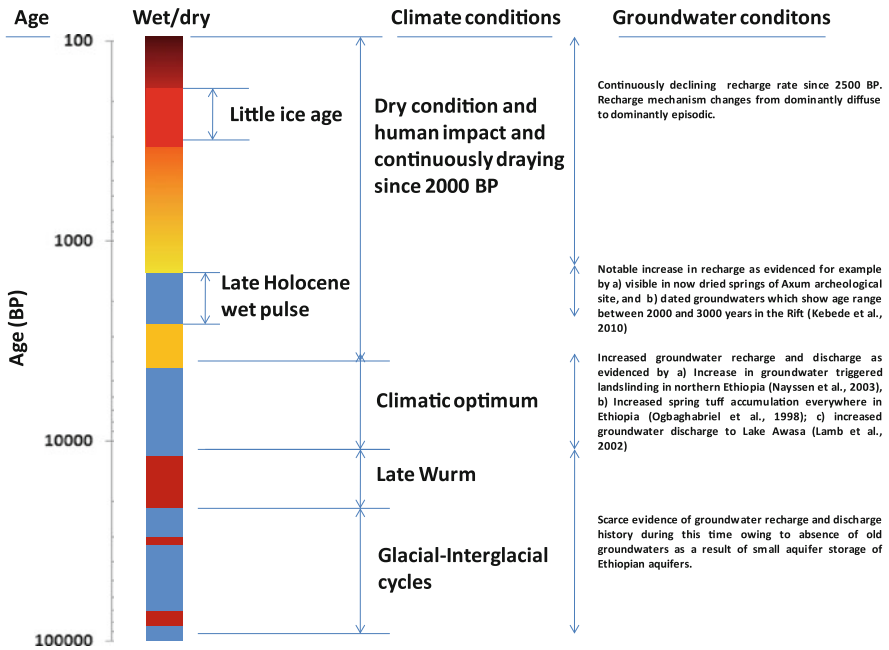 Age
Wet/dry
Climate conditions
Groundwater conditons
Age (BP)
100
1000
10000
100000
Little ice age
Late Holocene
wet pulse
Dry condition and
human impact and
continuously draying
since 2000 BP
Climatic optimum
Late Wurm
Glacial-Interglacial
cycles
Continuously declining recharge rate since 2500 BP.
Recharge mechanism changes from dominantly diffuse
to dominantly episodic.
Notable increase in recharge as evidenced for example
by a) visible in now dried springs of Axum archeological
site, and b) dated groundwaters which show age range
between 2000 and 3000 years in the Rift (Kebede et al.,
2010)
Increased groundwater recharge and discharge as
evidenced by a) Increase in groundwater triggered
landslinding in northern Ethiopia (Nayssen et al., 2003),
b) Increased spring tuff accumulation everywhere in
Ethiopia (Ogbaghabriel et al., 1998); c) increased
groundwater discharge to Lake Awasa (Lamb et al.,
2002)
Scarce evidence of groundwater recharge and discharge
history during this time owing to absence of old
groundwaters as a result of small aquifer storage of
Ethiopian aquifers.